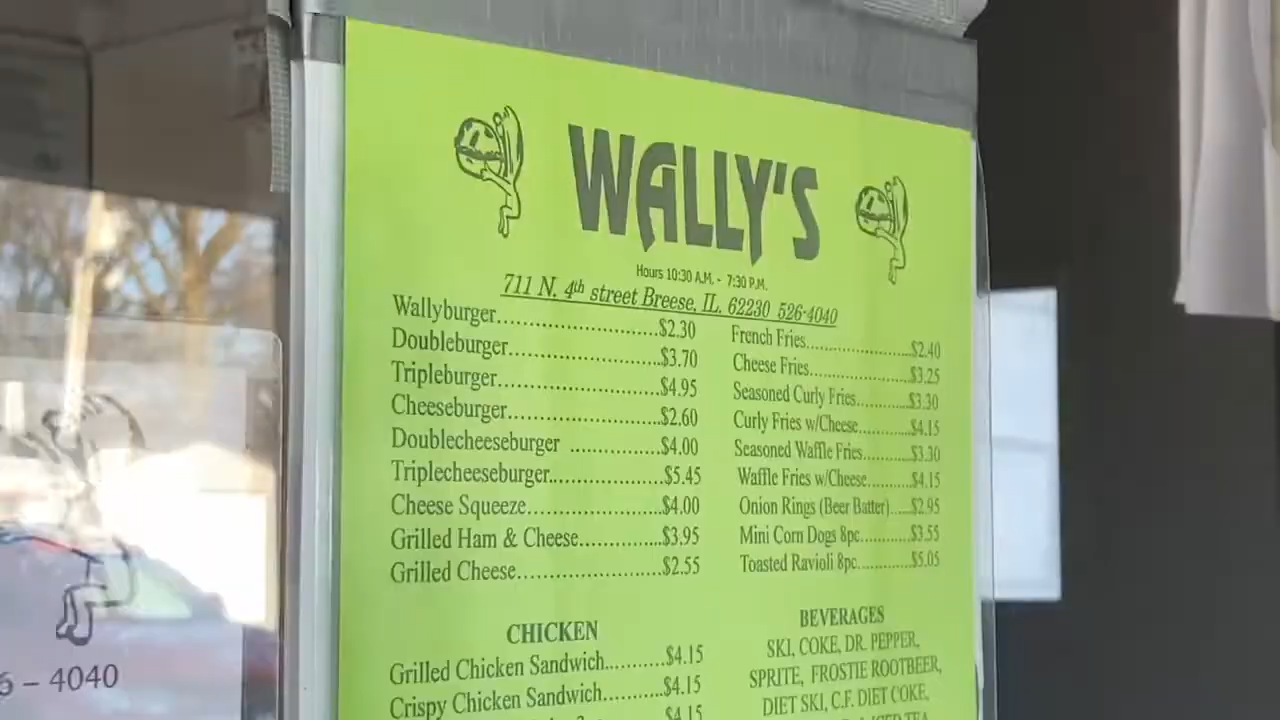 WALLY'S
Hours 10:30 A.M. - 7:30 P.M.
711 N. 4th street Breese, IL. 62230 526-4040
Wallyburger.........................$2.30
Doubleburger.......................$3.70
Tripleburger.........................$4.95
Cheeseburger.......................$2.60
Doublecheeseburger .............$4.00
Triplecheeseburger.................$5.45
Cheese Squeeze....................$4.00
Grilled Ham & Cheese............$3.95
Grilled Cheese......................$2.55
CHICKEN
Grilled Chicken Sandwich..........$4.15
Crispy Chicken Sandwich..........$4.15
$4.15
French Fries.......................$2.40
Cheese Fries......................$3.25
Seasoned Curly Fries...........$3.30
Curly Fries w/Cheese...........$4.15
Seasoned Waffle Fries..........$3.30
Waffle Fries w/Cheese.........$4.15
Onion Rings (Beer Batter).....$2.95
Mini Corn Dogs 8pc...........$3.55
Toasted Ravioli 8pc............$5.05
BEVERAGES
SKI, COKE, DR. PEPPER,
SPRITE, FROSTIE ROOTBEER,
DIET SKI, C.F. DIET COKE,
ICED TEA
6 – 4040